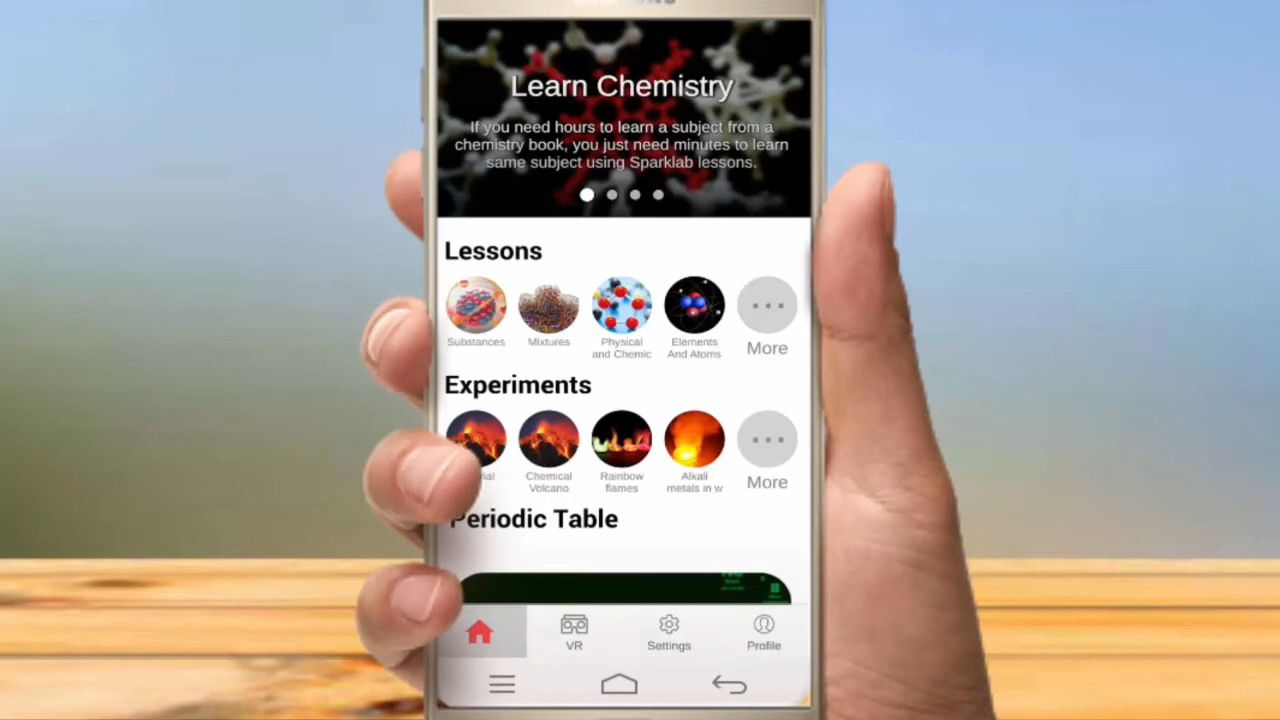 Learn Chemistry
If you need hours to learn a subject from a
chemistry book, you just need minutes to learn
same subject using Sparklab lessons.
Lessons
Substances
Mixtures
Physical
and Chemic
Elements
And Atoms
More
Experiments
Chemical
Volcano
Rainbow
flames
Alkali
metals in w
More
Periodic Table
VR
Settings
Profile